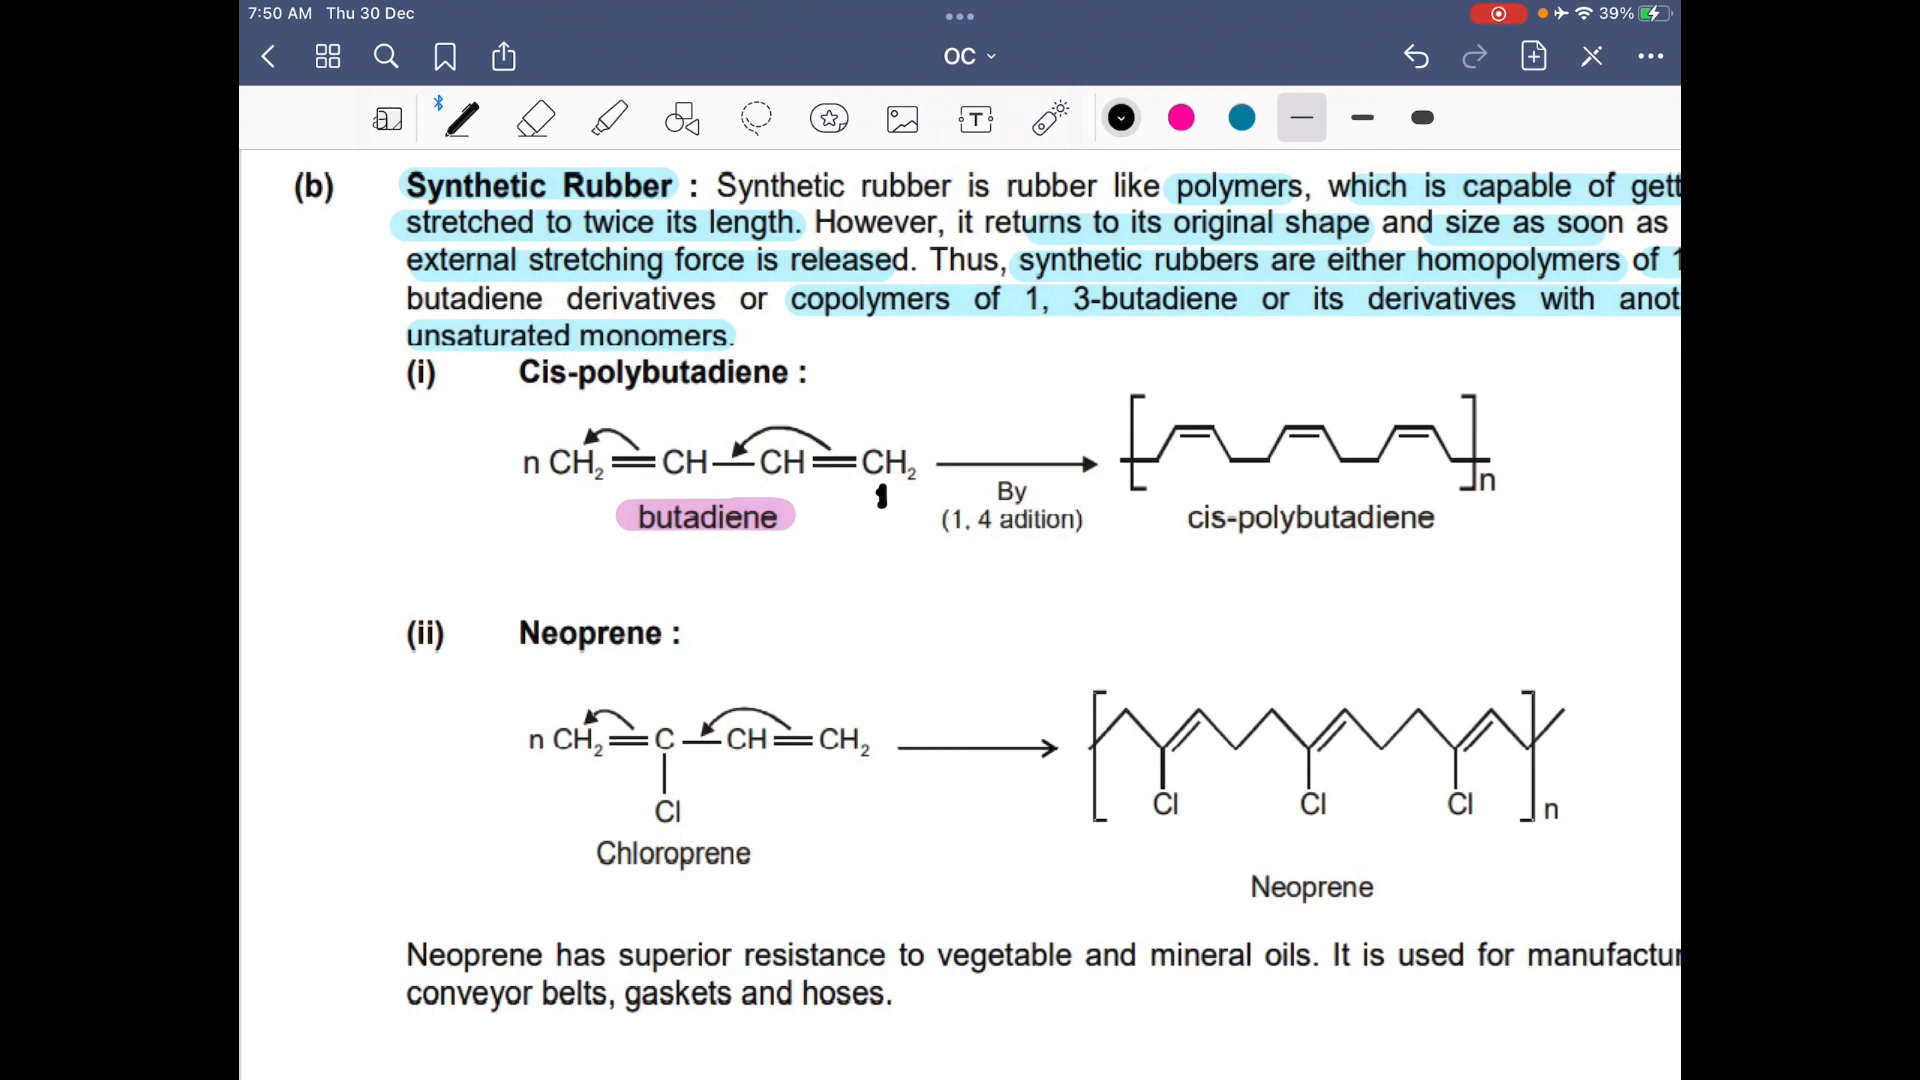 7:50 AM Thu 30 Dec 39%
OC
(b) Synthetic Rubber : Synthetic rubber is rubber like polymers, which is capable of gett
stretched to twice its length. However, it returns to its original shape and size as soon as
external stretching force is released. Thus, synthetic rubbers are either homopolymers of 1
butadiene derivatives or copolymers of 1, 3-butadiene or its derivatives with anot
unsaturated monomers.
(i) Cis-polybutadiene :
n CH₂=CH—CH=CH₂
n
1
By
(1, 4 adition)
butadiene
cis-polybutadiene
(ii) Neoprene :
n CH₂=C—CH=CH₂
Cl
Cl Cl Cl n
Chloroprene
Neoprene
Neoprene has superior resistance to vegetable and mineral oils. It is used for manufactur
conveyor belts, gaskets and hoses.